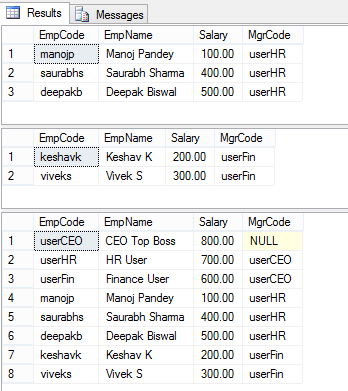 Results Messages
EmpCode EmpName Salary MgrCode
1 manojp Manoj Pandey 100.00 userHR
2 saurabhs Saurabh Sharma 400.00 userHR
3 deepakb Deepak Biswal 500.00 userHR
EmpCode EmpName Salary MgrCode
1 keshavk Keshav K 200.00 userFin
2 viveks Vivek S 300.00 userFin
EmpCode EmpName Salary MgrCode
1 userCEO CEO Top Boss 800.00 NULL
2 userHR HR User 700.00 userCEO
3 userFin Finance User 600.00 userCEO
4 manojp Manoj Pandey 100.00 userHR
5 saurabhs Saurabh Sharma 400.00 userHR
6 deepakb Deepak Biswal 500.00 userHR
7 keshavk Keshav K 200.00 userFin
8 viveks Vivek S 300.00 userFin